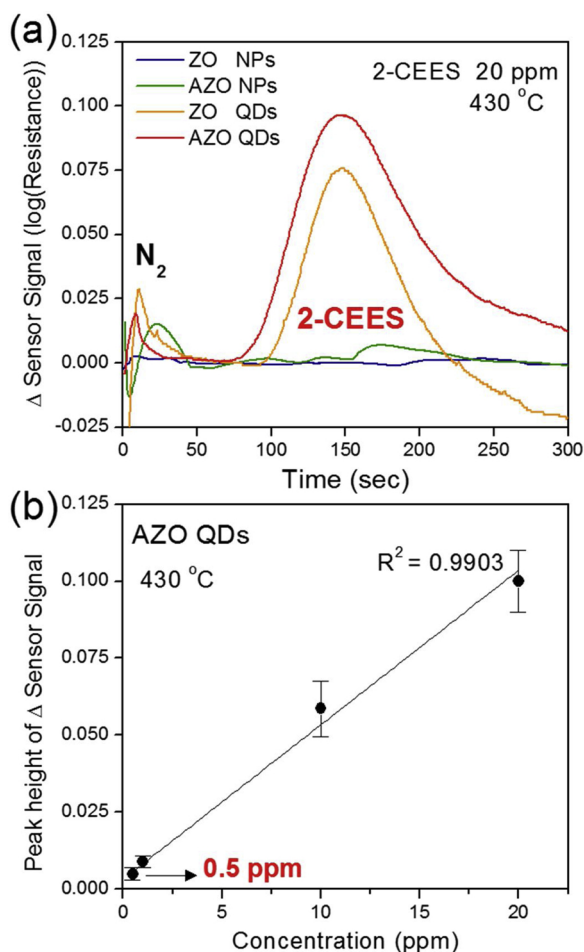 (a)
Δ Sensor Signal (log(Resistance))
0.125
0.100
0.075
0.050
0.025
0.000
-0.025
ZO NPs
AZO NPs
ZO QDs
AZO QDs
2-CEES 20 ppm
430 °C
N2
2-CEES
0 50 100 150 200 250 300
Time (sec)
(b)
Peak height of Δ Sensor Signal
0.125
0.100
0.075
0.050
0.025
0.000
AZO QDs
430 °C
R² = 0.9903
0.5 ppm
0 5 10 15 20
Concentration (ppm)